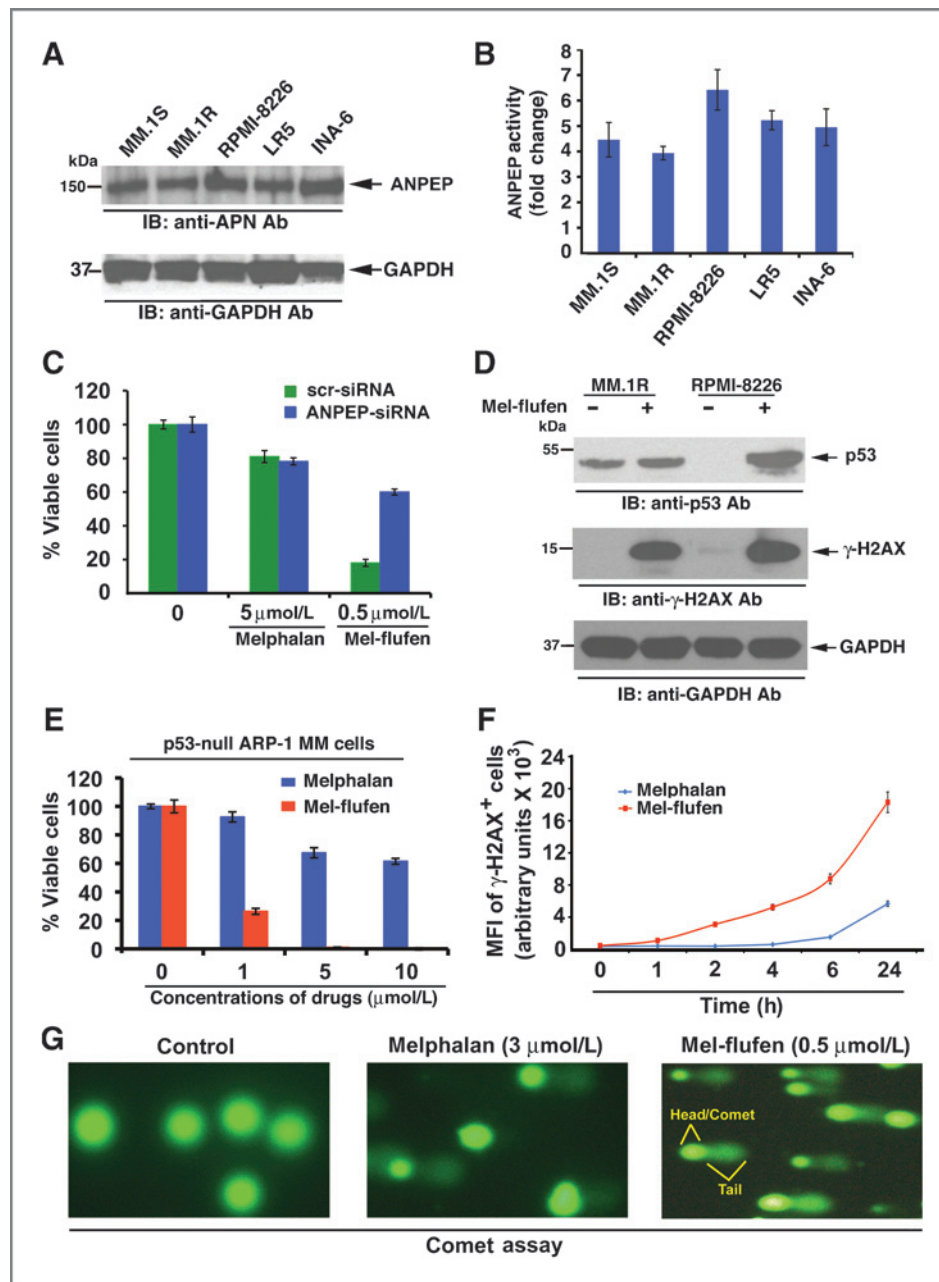 A
MM.1S MM.1R RPMI-8226 LR5 INA-6
kDa
150 ANPEP
IB: anti-APN Ab
37 GAPDH
IB: anti-GAPDH Ab
B
ANPEP activity
(fold change)
8
7
6
5
4
3
2
1
0
MM.1S MM.1R RPMI-8226 LR5 INA-6
C
% Viable cells
120
100
80
60
40
20
0
scr-siRNA
ANPEP-siRNA
0 5 μmol/L 0.5 μmol/L
Melphalan Mel-flufen
D
MM.1R RPMI-8226
Mel-flufen − + − +
kDa
55 p53
IB: anti-p53 Ab
15 γ-H2AX
IB: anti-γ-H2AX Ab
37 GAPDH
IB: anti-GAPDH Ab
E
p53-null ARP-1 MM cells
% Viable cells
120
100
80
60
40
20
0
Melphalan
Mel-flufen
0 1 5 10
Concentrations of drugs (μmol/L)
F
MFI of γ-H2AX+ cells
(arbitrary units X 10³)
24
20
16
12
8
4
0
Melphalan
Mel-flufen
0 1 2 4 6 24
Time (h)
G
Control Melphalan (3 μmol/L) Mel-flufen (0.5 μmol/L)
Head/Comet
Tail
Comet assay